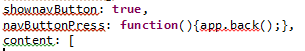 shownavButton: true,
navButtonPress: function(){app.back();},
content: [